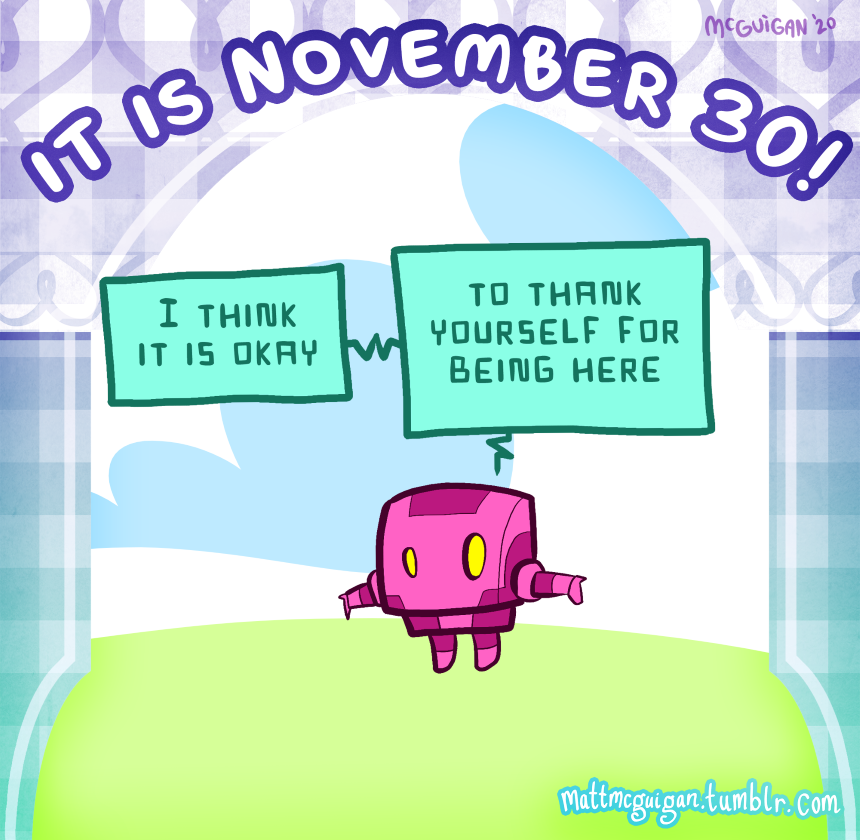 McGUiGAN '20
IT IS NOVEMBER 30!
I THINK
IT IS OKAY
TO THANK
YOURSELF FOR
BEING HERE
mattmcguigan.tumblr.com